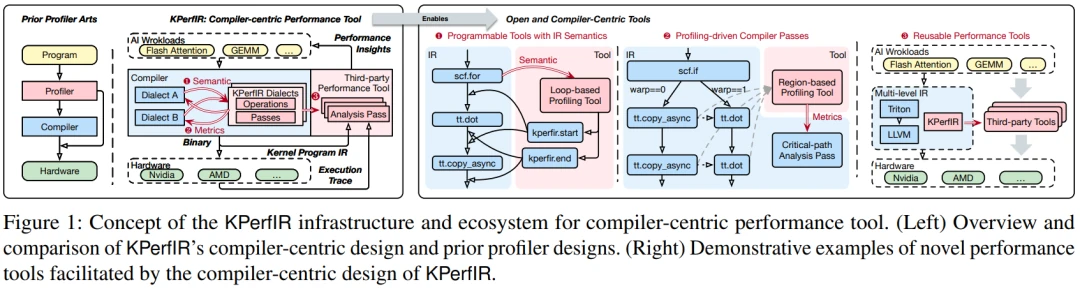 Prior Profiler Arts
Program
Profiler
Compiler
Hardware
KPerfIR: Compiler-centric Performance Tool
AI Wrokloads
Flash Attention
GEMM
...
Performance
Insights
Compiler
Dialect A
Dialect B
❶ Semantic
❷ Metrics
KPerfIR Dialects
Operations
Passes
❸
Third-party
Performance Tool
Analysis Pass
Binary
Kernel Program IR
Hardware
Nvidia
AMD
...
Execution
Trace
Enables
Open and Compiler-Centric Tools
❶ Programmable Tools with IR Semantics
IR
Tool
scf.for
Semantic
Loop-based
Profiling Tool
tt.dot
kperfir.start
kperfir.end
tt.copy_async
❷ Profiling-driven Compiler Passes
IR
Tool
scf.if
warp==0
warp==1
Region-based
Profiling Tool
tt.copy_async
tt.dot
Metrics
tt.copy_async
tt.dot
Critical-path
Analysis Pass
❸ Reusable Performance Tools
AI Wrokloads
Flash Attention
GEMM
...
Multi-level IR
Triton
LLVM
KPerfIR
Third-party Tools
Hardware
Nvidia
AMD
...
Figure 1: Concept of the KPerfIR infrastructure and ecosystem for compiler-centric performance tool. (Left) Overview and
comparison of KPerfIR's compiler-centric design and prior profiler designs. (Right) Demonstrative examples of novel performance
tools facilitated by the compiler-centric design of KPerfIR.